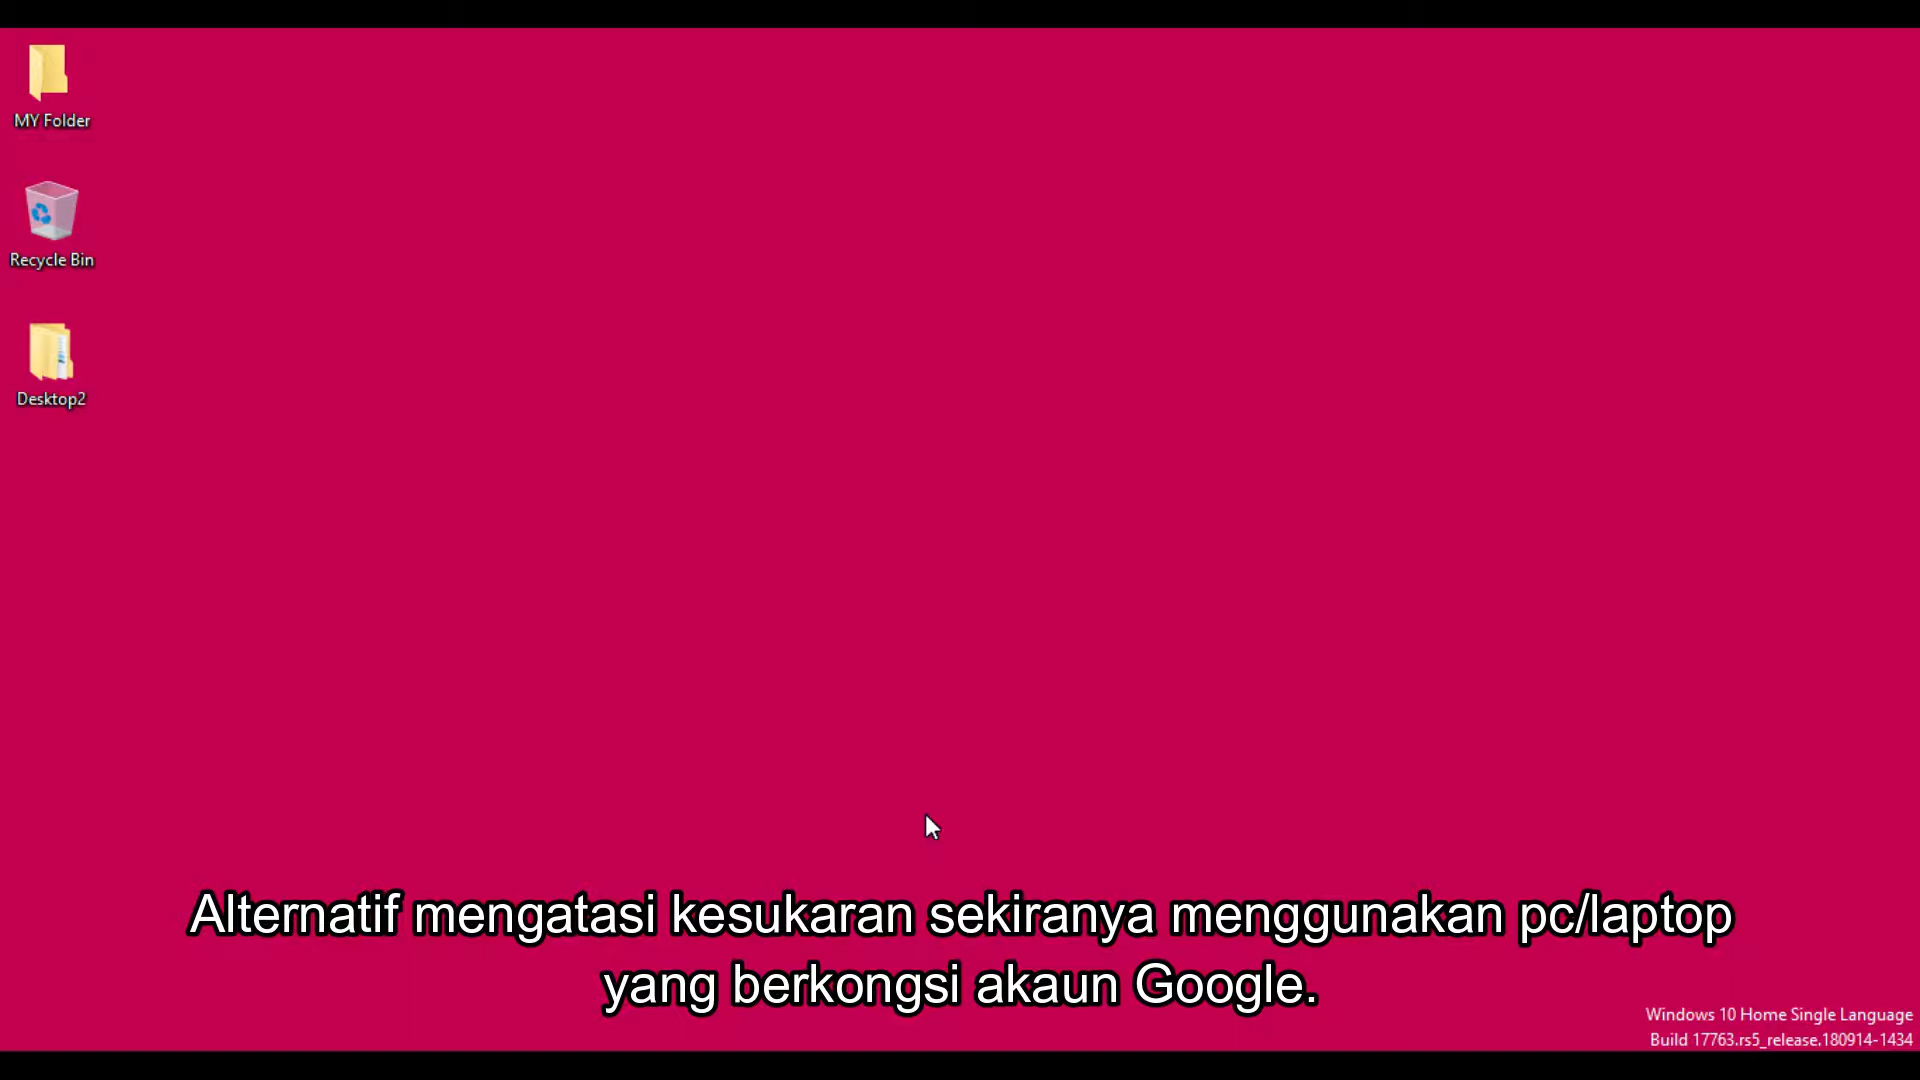 MY Folder
Recycle Bin
Desktop2
Alternatif mengatasi kesukaran sekiranya menggunakan pc/laptop
yang berkongsi akaun Google.
Windows 10 Home Single Language
Build 17763.rs5_release.180914-1434